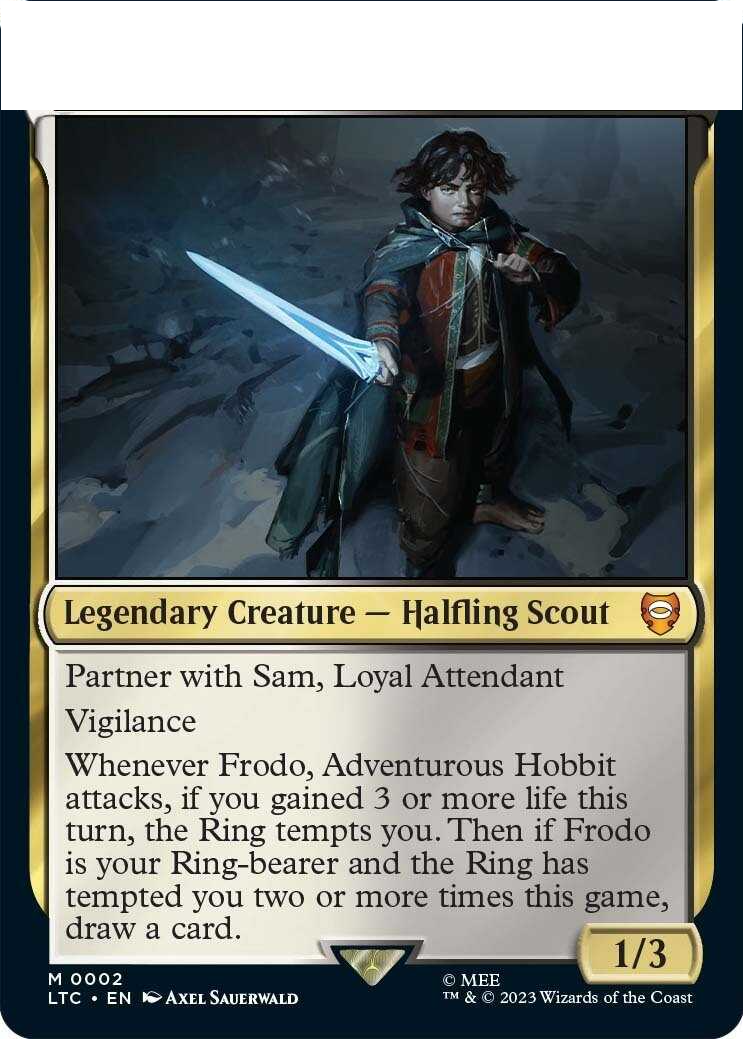 Legendary Creature — Halfling Scout
Partner with Sam, Loyal Attendant
Vigilance
Whenever Frodo, Adventurous Hobbit
attacks, if you gained 3 or more life this
turn, the Ring tempts you. Then if Frodo
is your Ring-bearer and the Ring has
tempted you two or more times this game,
draw a card.
1/3
M 0002
LTC • EN AXEL SAUERWALD
© MEE
™ & © 2023 Wizards of the Coast